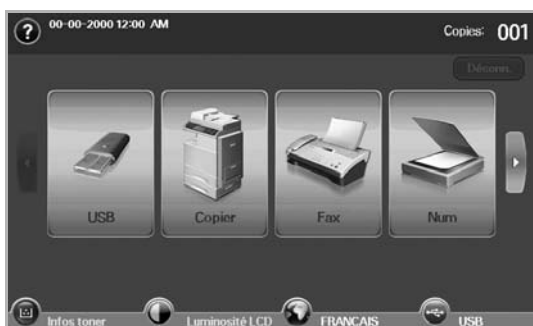 ? 00-00-2000 12:00 AM Copies: 001
Déconn.
USB Copier Fax Num
Infos toner Luminosité LCD FRANCAIS USB